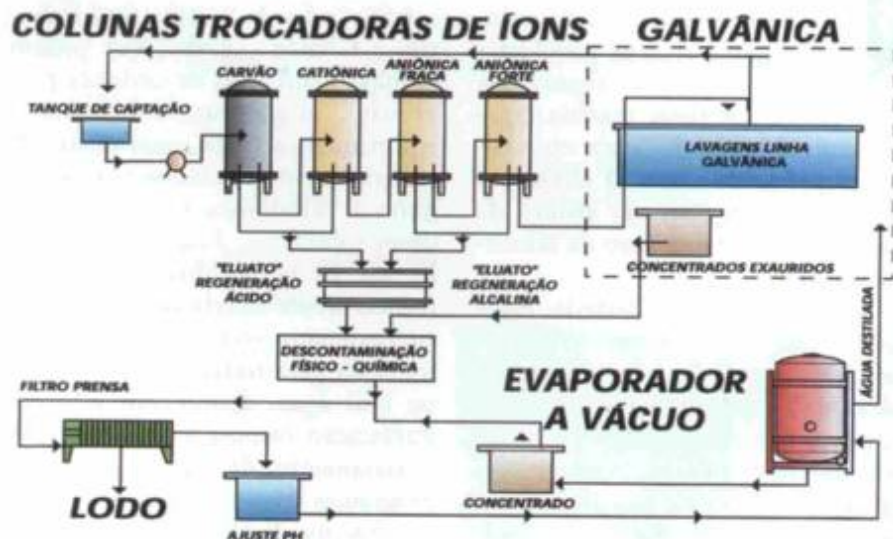 COLUNAS TROCADORAS DE ÍONS
GALVÂNICA
CARVÃO
CATIÔNICA
ANIÔNICA
FRACA
ANIÔNICA
FORTE
TANQUE DE CAPTAÇÃO
LAVAGENS LINHA
GALVÂNICA
CONCENTRADOS EXAURIDOS
"ELUATO"
REGENERAÇÃO
ÁCIDO
"ELUATO"
REGENERAÇÃO
ALCALINA
DESCONTAMINAÇÃO
FÍSICO - QUÍMICA
ÁGUA DESTILADA
EVAPORADOR
A VÁCUO
FILTRO PRENSA
LODO
AJUSTE PH
CONCENTRADO